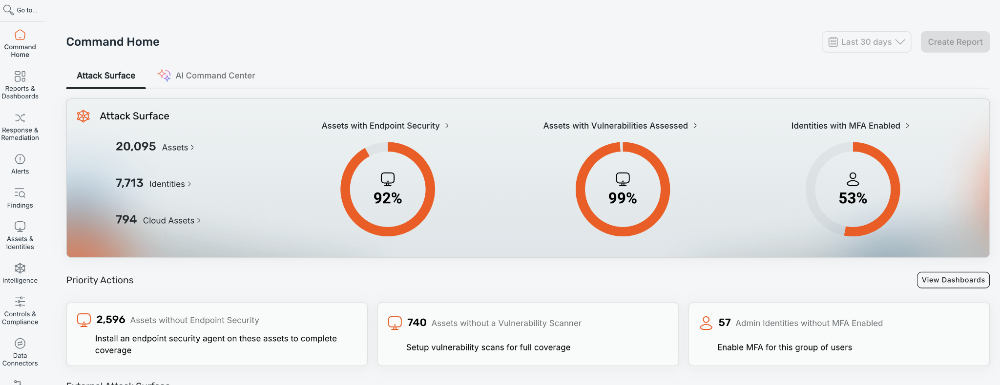 Go to...
Command
Home
Reports &
Dashboards
Response &
Remediation
Alerts
Findings
Assets &
Identities
Intelligence
Controls &
Compliance
Data
Connectors
Command Home
Last 30 days
Create Report
Attack Surface
AI Command Center
Attack Surface
20,095 Assets
7,713 Identities
794 Cloud Assets
Assets with Endpoint Security
92%
Assets with Vulnerabilities Assessed
99%
Identities with MFA Enabled
53%
Priority Actions
View Dashboards
2,596 Assets without Endpoint Security
Install an endpoint security agent on these assets to complete
coverage
740 Assets without a Vulnerability Scanner
Setup vulnerability scans for full coverage
57 Admin Identities without MFA Enabled
Enable MFA for this group of users
External Attack Surface